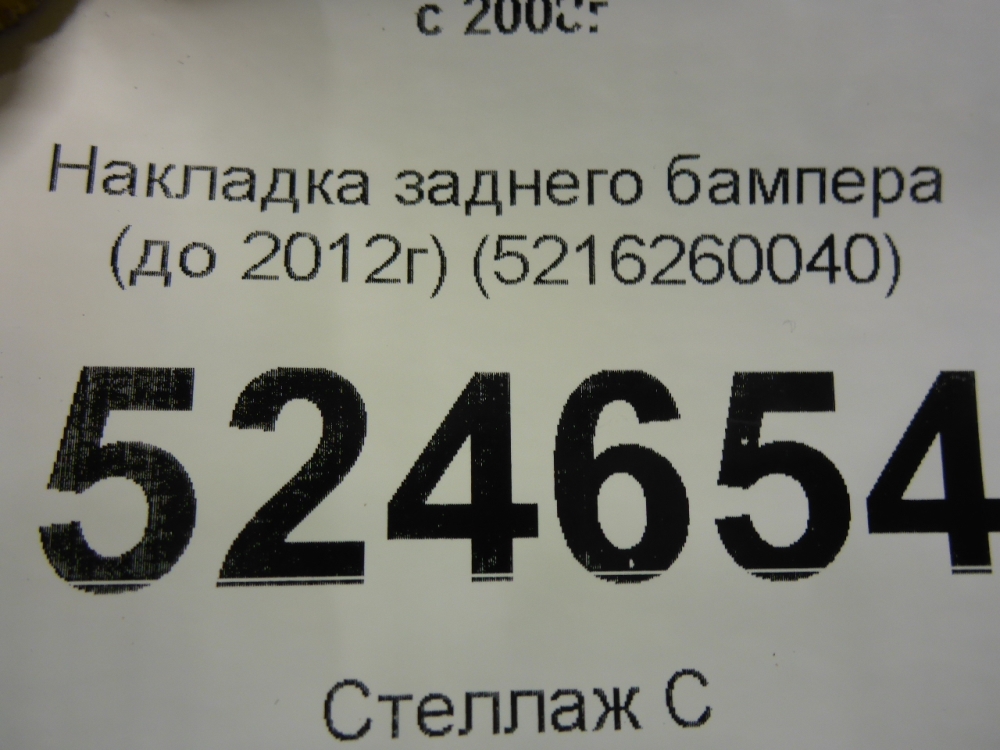 с
Накладка заднего бампера
(до 2012г) (5216260040)
524654
Стеллаж С